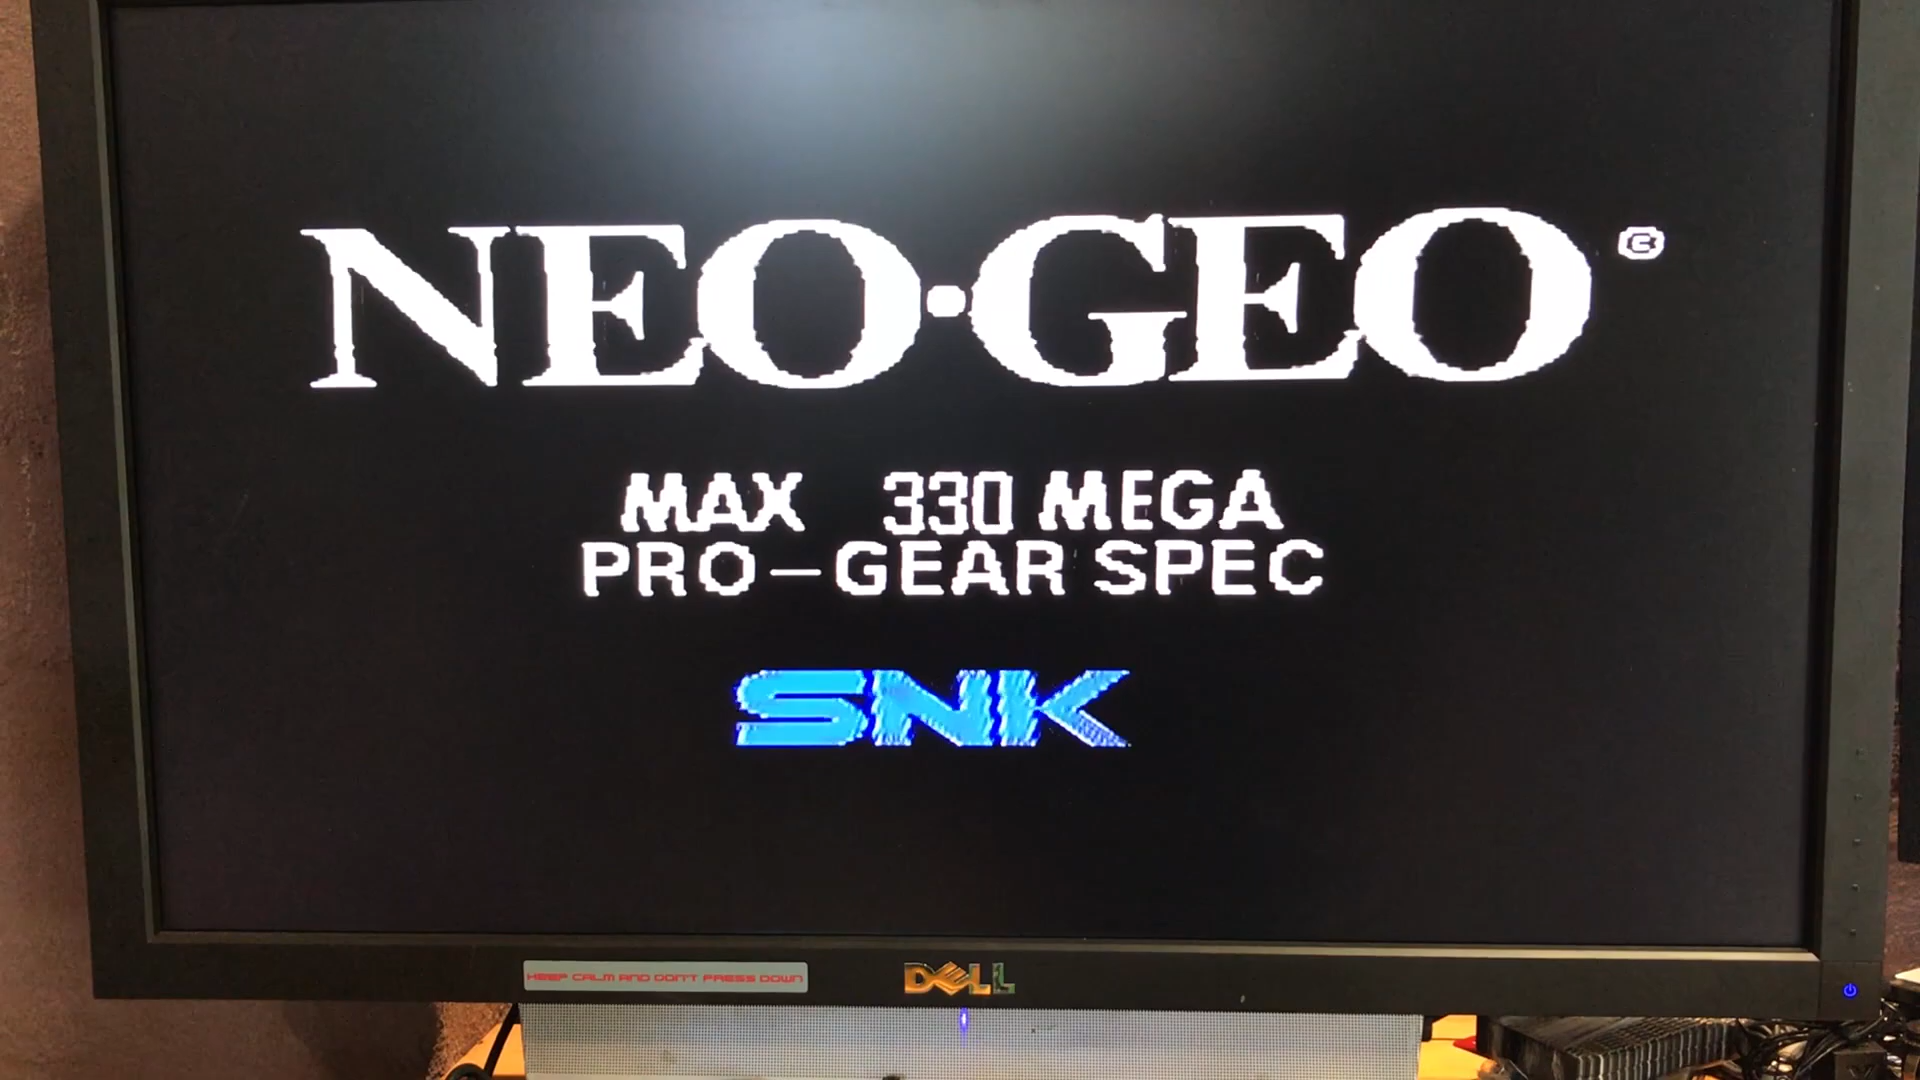 NEO·GEO®
MAX 330 MEGA
PRO-GEAR SPEC
SNK
KEEP CALM AND DON'T PRESS DOWN
DELL